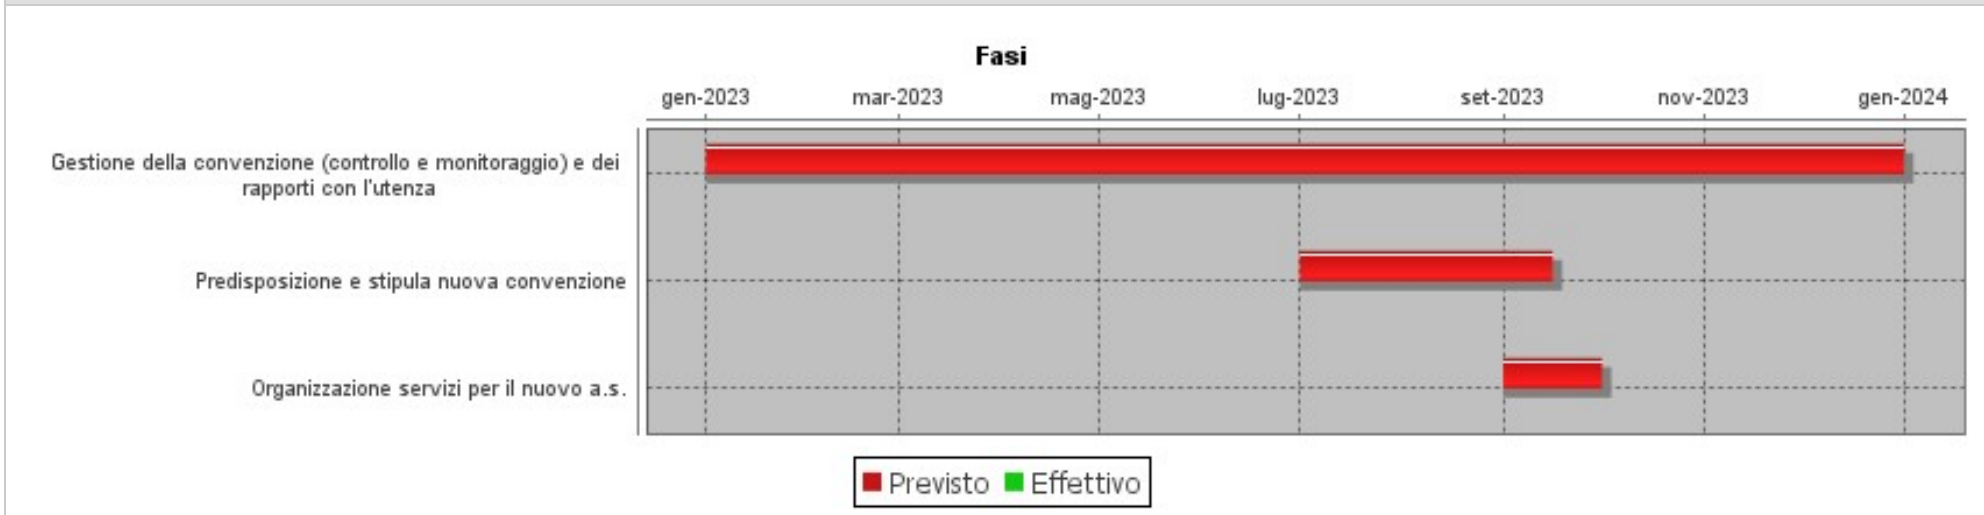 Fasi
gen-2023 mar-2023 mag-2023 lug-2023 set-2023 nov-2023 gen-2024
Gestione della convenzione (controllo e monitoraggio) e dei
rapporti con l'utenza
Predisposizione e stipula nuova convenzione
Organizzazione servizi per il nuovo a.s.
Previsto Effettivo